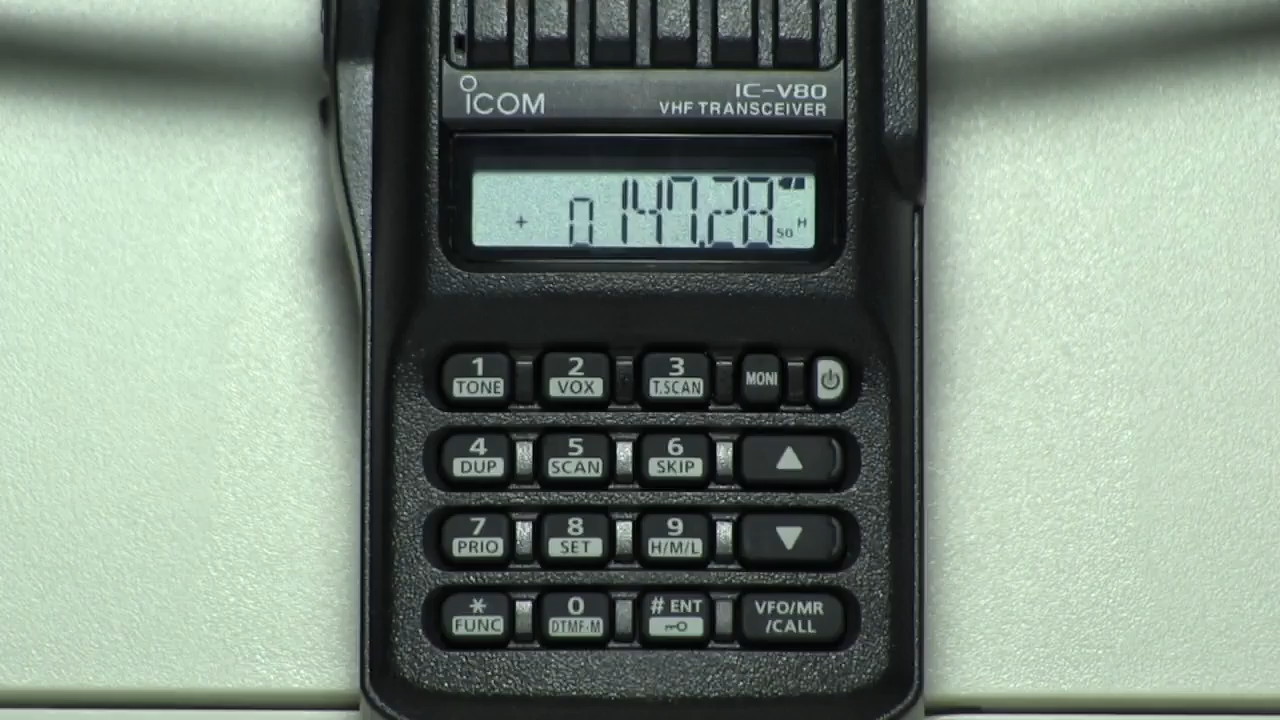 iCOM
IC-V80
VHF TRANSCEIVER
+ 0 147.28 50 H
1 2 3 MONI
TONE VOX T.SCAN
4 5 6 ▲
DUP SCAN SKIP
7 8 9 ▼
PRIO SET H/M/L
* 0 # ENT VFO/MR
FUNC DTMF·M /CALL